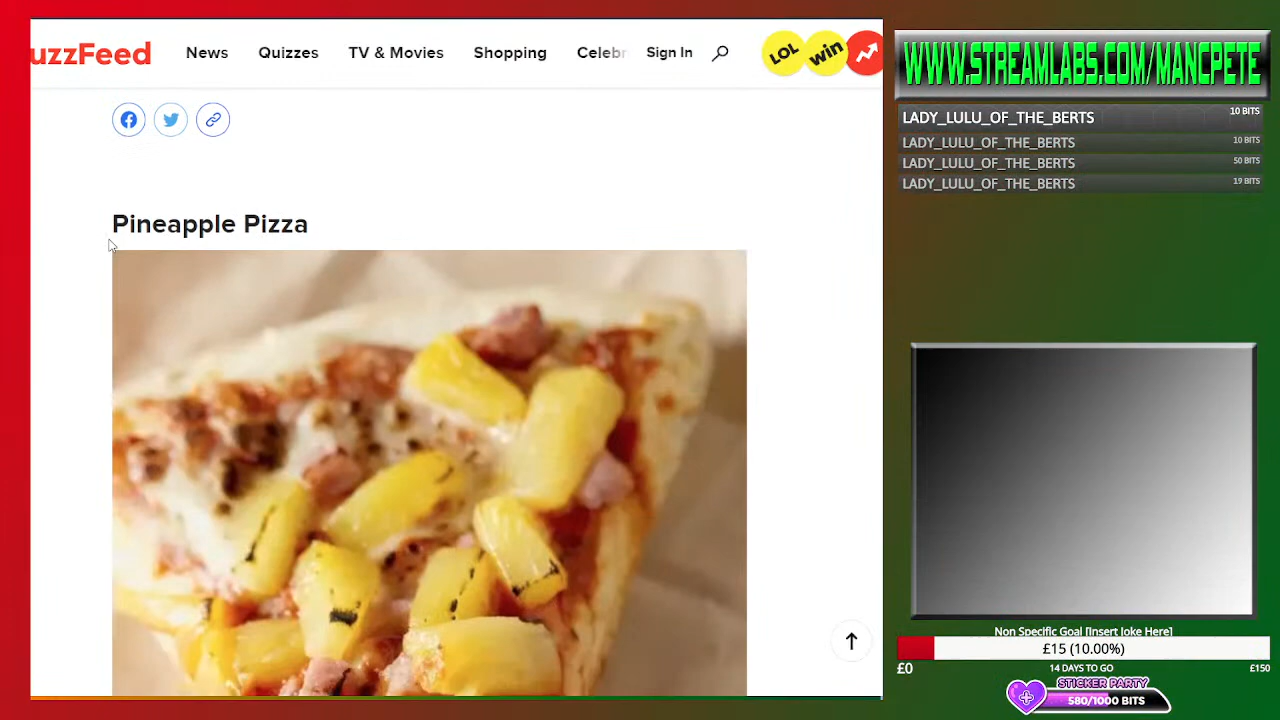 uzzFeed News Quizzes TV & Movies Shopping Celebr Sign In LOL win
Pineapple Pizza
WWW.STREAMLABS.COM/MANCPETE
LADY_LULU_OF_THE_BERTS 10 BITS
LADY_LULU_OF_THE_BERTS 10 BITS
LADY_LULU_OF_THE_BERTS 50 BITS
LADY_LULU_OF_THE_BERTS 19 BITS
Non Specific Goal [Insert Joke Here]
£15 (10.00%)
£0 14 DAYS TO GO £150
STICKER PARTY
580/1000 BITS